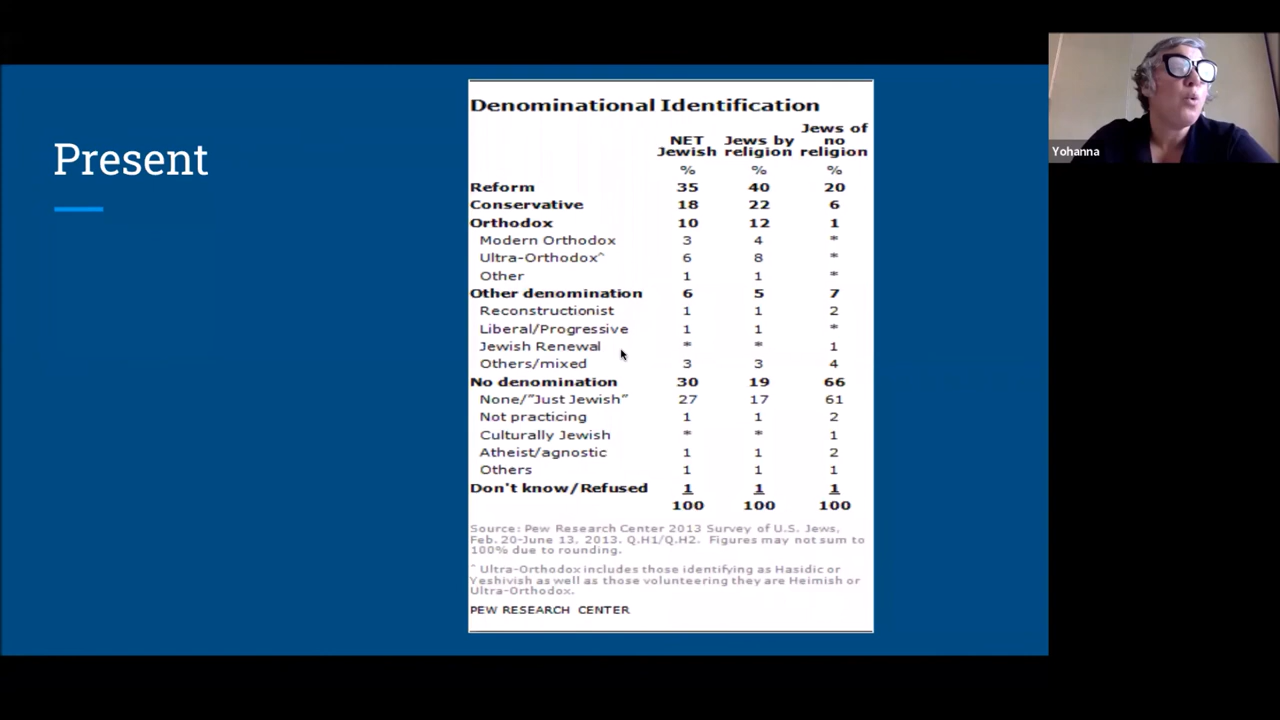 Present
Denominational Identification
NET Jewish
Jews by religion
Jews of no religion
% % %
Reform 35 40 20
Conservative 18 22 6
Orthodox 10 12 1
Modern Orthodox 3 4 *
Ultra-Orthodox^ 6 8 *
Other 1 1 *
Other denomination 6 5 7
Reconstructionist 1 1 2
Liberal/Progressive 1 1 *
Jewish Renewal * * 1
Others/mixed 3 3 4
No denomination 30 19 66
None/"Just Jewish" 27 17 61
Not practicing 1 1 2
Culturally Jewish * * 1
Atheist/agnostic 1 1 2
Others 1 1 1
Don't know/Refused 1 1 1
100 100 100
Source: Pew Research Center 2013 Survey of U.S. Jews,
Feb. 20-June 13, 2013. Q.H1/Q.H2. Figures may not sum to
100% due to rounding.
^ Ultra-Orthodox includes those identifying as Hasidic or
Yeshivish as well as those volunteering they are Heimish or
Ultra-Orthodox.
PEW RESEARCH CENTER
Yohanna